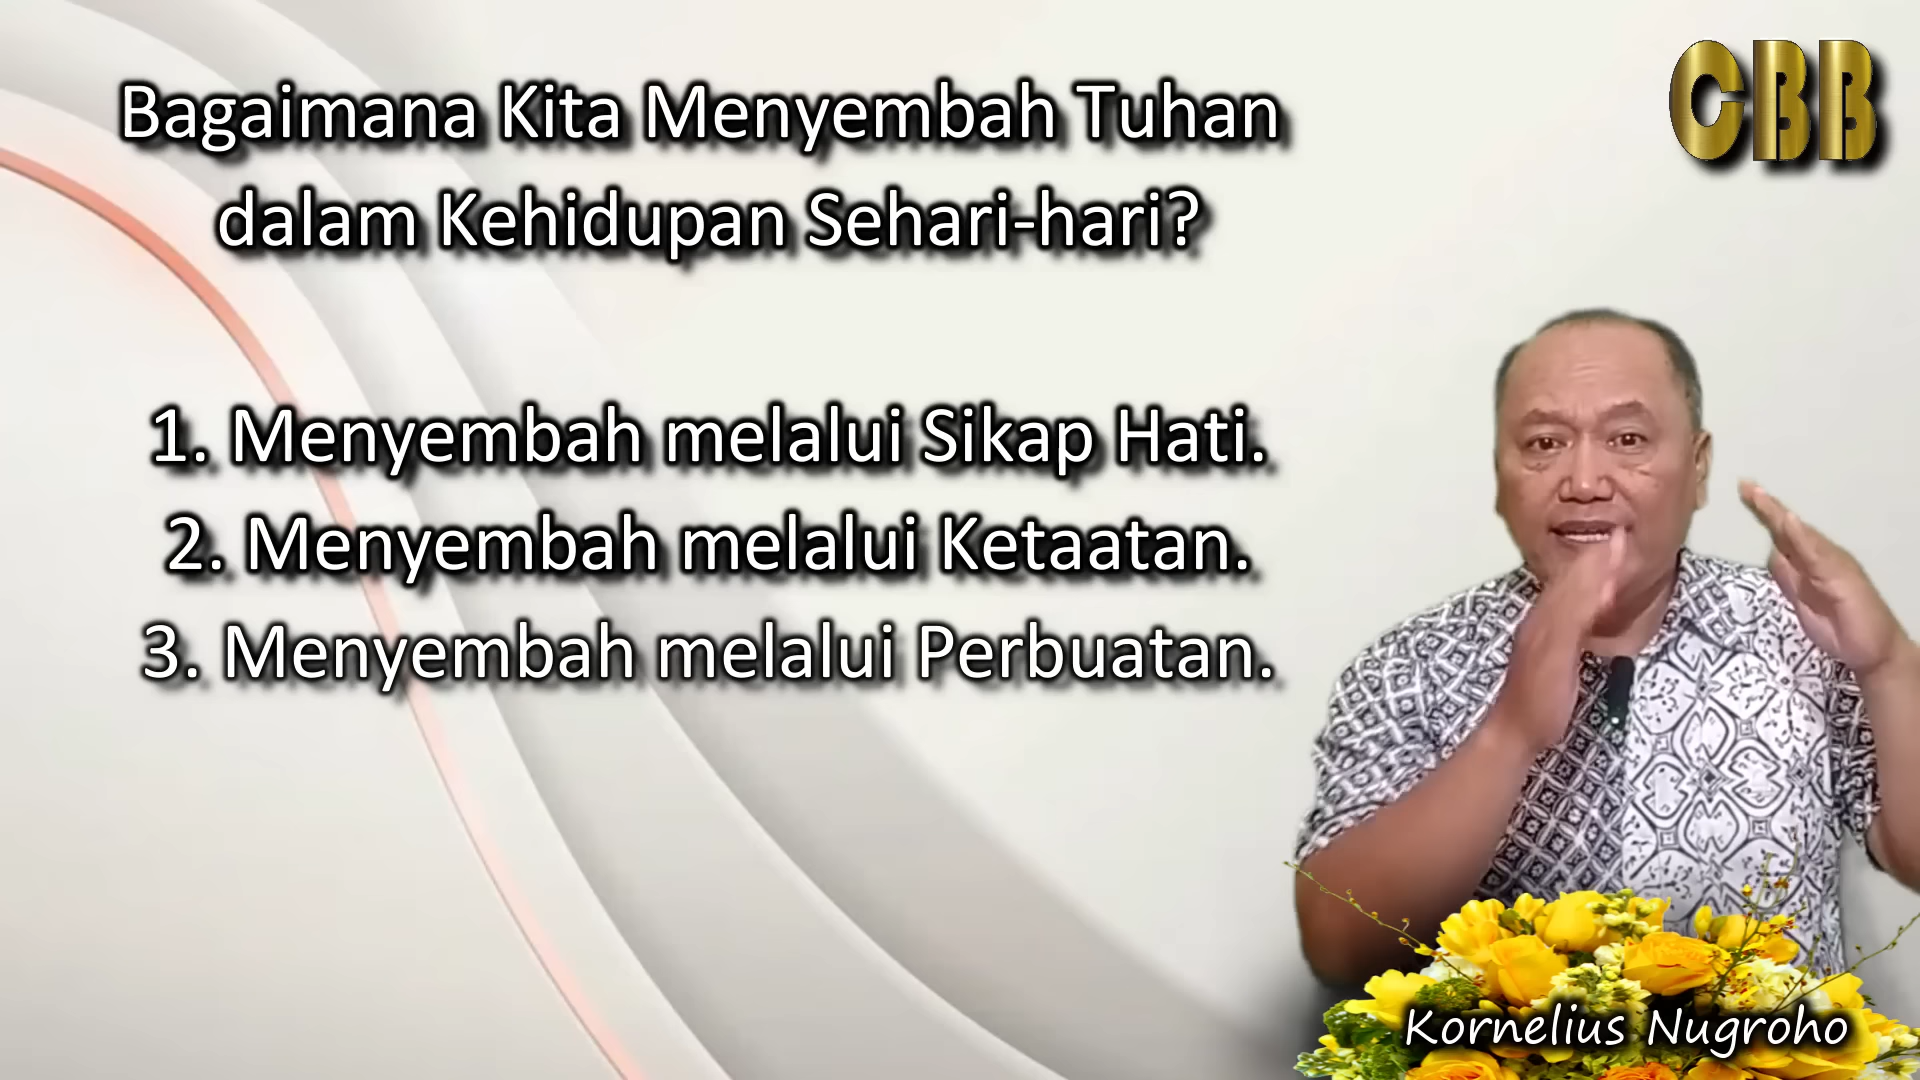 CBB
Bagaimana Kita Menyembah Tuhan
dalam Kehidupan Sehari-hari?
1. Menyembah melalui Sikap Hati.
2. Menyembah melalui Ketaatan.
3. Menyembah melalui Perbuatan.
Kornelius Nugroho